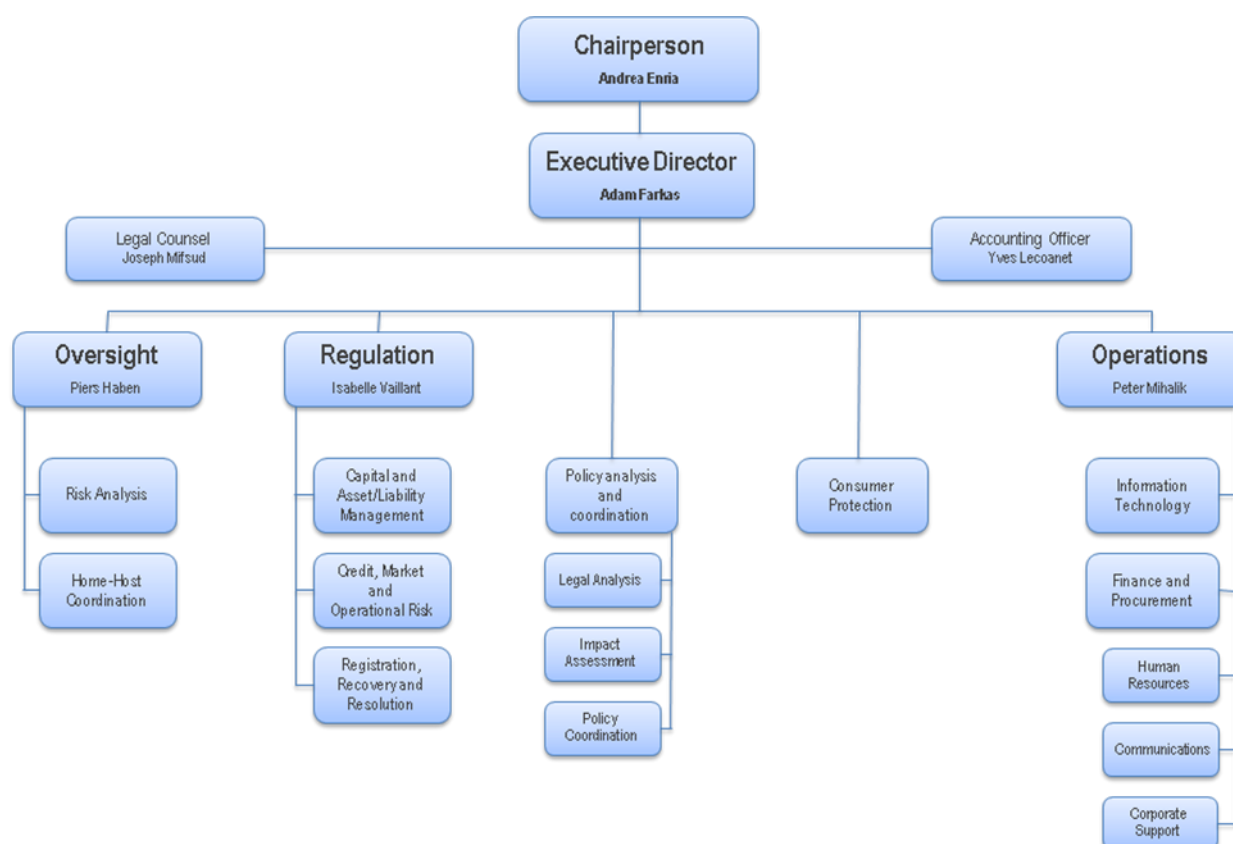 Chairperson
Andrea Enria
Executive Director
Adam Farkas
Legal Counsel
Joseph Mifsud
Accounting Officer
Yves Lecoanet
Oversight
Piers Haben
Regulation
Isabelle Vaillant
Operations
Peter Mihalik
Risk Analysis
Home-Host
Coordination
Capital and
Asset/Liability
Management
Credit, Market
and
Operational Risk
Registration,
Recovery and
Resolution
Policy analysis
and
coordination
Legal Analysis
Impact
Assessment
Policy
Coordination
Consumer
Protection
Information
Technology
Finance and
Procurement
Human
Resources
Communications
Corporate
Support